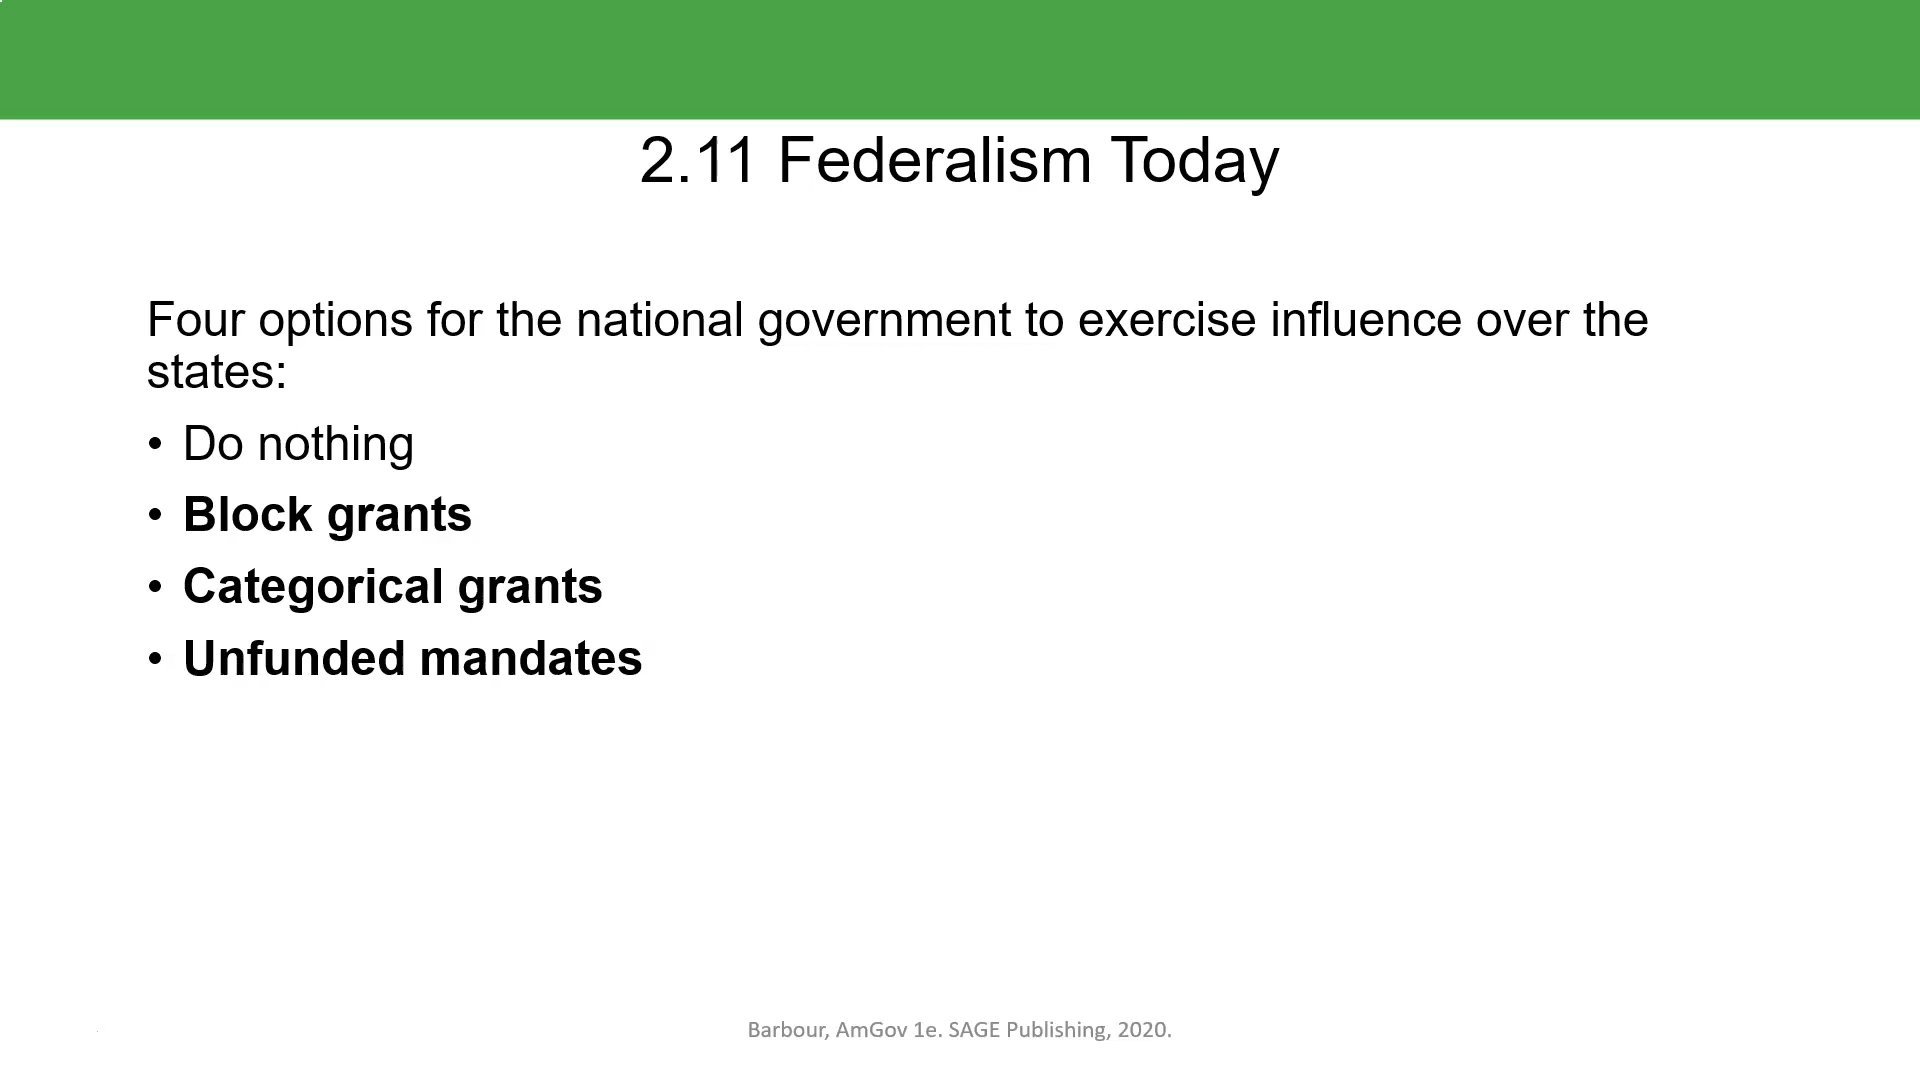 2.11 Federalism Today
Four options for the national government to exercise influence over the
states:
• Do nothing
• Block grants
• Categorical grants
• Unfunded mandates
Barbour, AmGov 1e. SAGE Publishing, 2020.